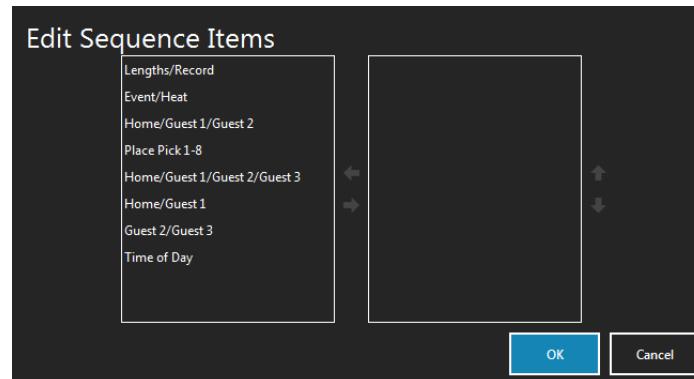 Edit Sequence Items
Lengths/Record
Event/Heat
Home/Guest 1/Guest 2
Place Pick 1-8
Home/Guest 1/Guest 2/Guest 3
Home/Guest 1
Guest 2/Guest 3
Time of Day
OK
Cancel